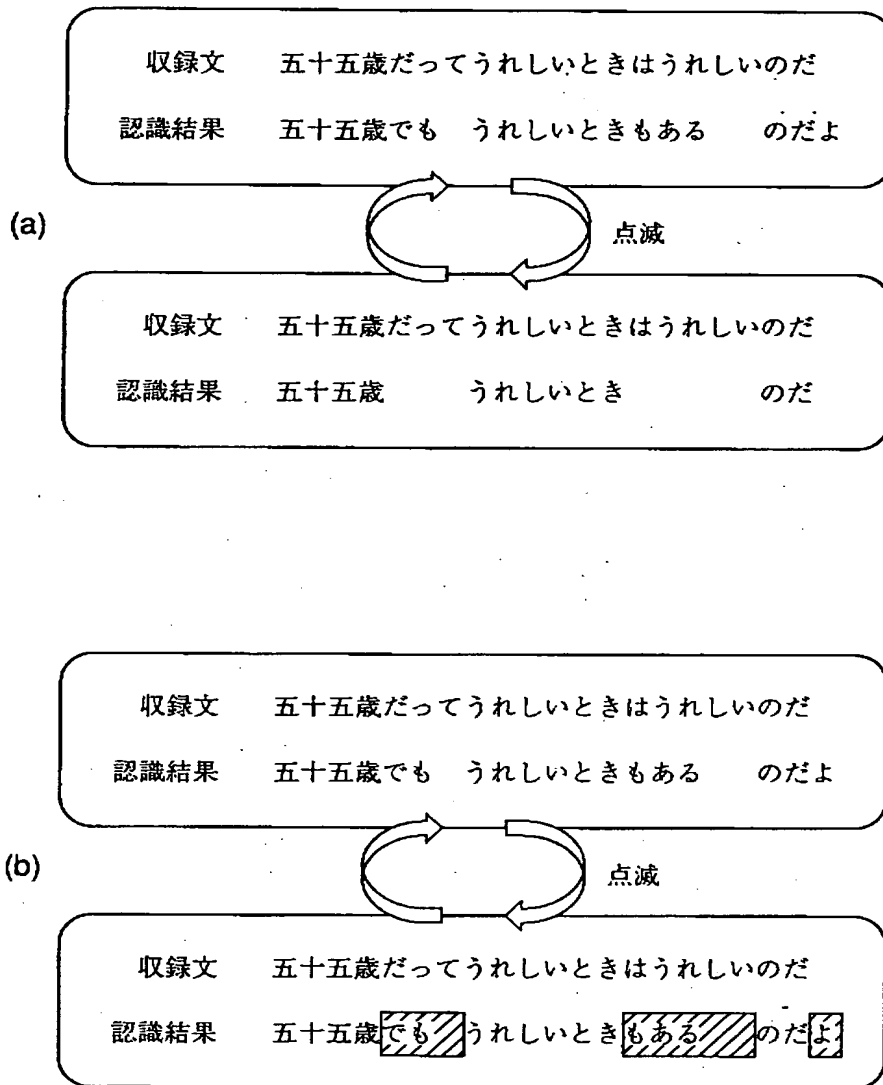 収録文 五十五歳だってうれしいときはうれしいのだ
認識結果 五十五歳でも うれしいときもある のだよ
(a)
点滅
収録文 五十五歳だってうれしいときはうれしいのだ
認識結果 五十五歳 うれしいとき のだ
収録文 五十五歳だってうれしいときはうれしいのだ
認識結果 五十五歳でも うれしいときもある のだよ
(b)
点滅
収録文 五十五歳だってうれしいときはうれしいのだ
認識結果 五十五歳でも うれしいときもある のだよ